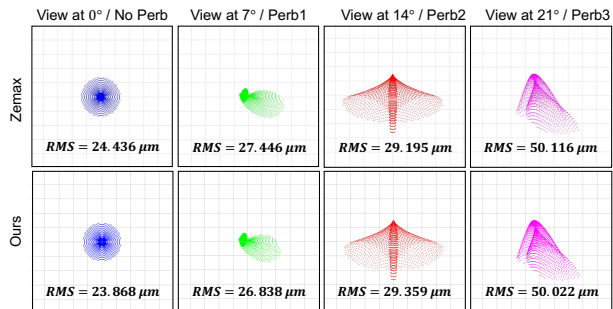 View at 0° / No Perb
View at 7° / Perb1
View at 14° / Perb2
View at 21° / Perb3
Zemax
RMS = 24.436 μm
RMS = 27.446 μm
RMS = 29.195 μm
RMS = 50.116 μm
Ours
RMS = 23.868 μm
RMS = 26.838 μm
RMS = 29.359 μm
RMS = 50.022 μm